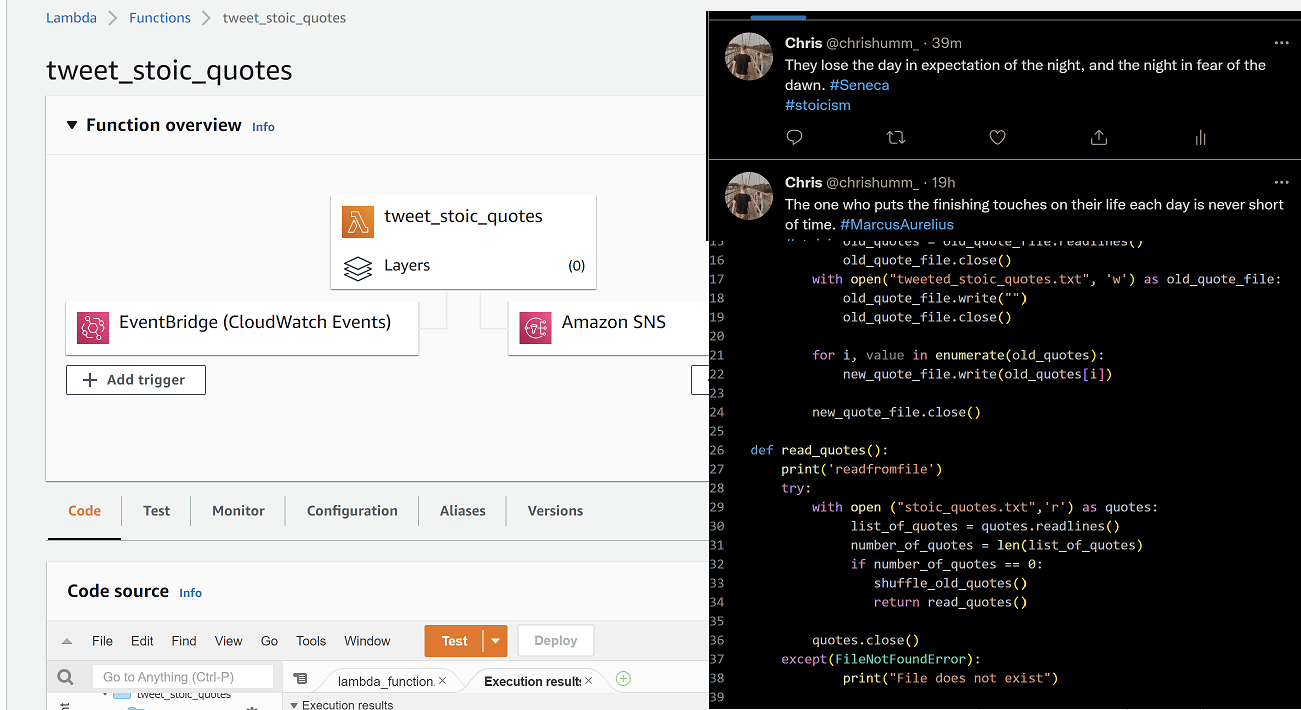 Lambda > Functions > tweet_stoic_quotes
tweet_stoic_quotes
Function overview Info
tweet_stoic_quotes
Layers (0)
EventBridge (CloudWatch Events)
Amazon SNS
Add trigger
Code
Test
Monitor
Configuration
Aliases
Versions
Code source Info
File Edit Find View Go Tools Window Test Deploy
Go to Anything (Ctrl-P)
lambda_function. ×
Execution results ×
tweet_stoic_quotes
Execution results
Chris @chrishumm_ · 39m
They lose the day in expectation of the night, and the night in fear of the
dawn. #Seneca
#stoicism
Chris @chrishumm_ · 19h
The one who puts the finishing touches on their life each day is never short
of time. #MarcusAurelius
15 old_quotes = old_quote_file.readlines()
16 old_quote_file.close()
17 with open("tweeted_stoic_quotes.txt", 'w') as old_quote_file:
18 old_quote_file.write("")
19 old_quote_file.close()
20
21 for i, value in enumerate(old_quotes):
22 new_quote_file.write(old_quotes[i])
23
24 new_quote_file.close()
25
26 def read_quotes():
27 print('readfromfile')
28 try:
29 with open ("stoic_quotes.txt",'r') as quotes:
30 list_of_quotes = quotes.readlines()
31 number_of_quotes = len(list_of_quotes)
32 if number_of_quotes == 0:
33 shuffle_old_quotes()
34 return read_quotes()
35
36 quotes.close()
37 except(FileNotFoundError):
38 print("File does not exist")
39